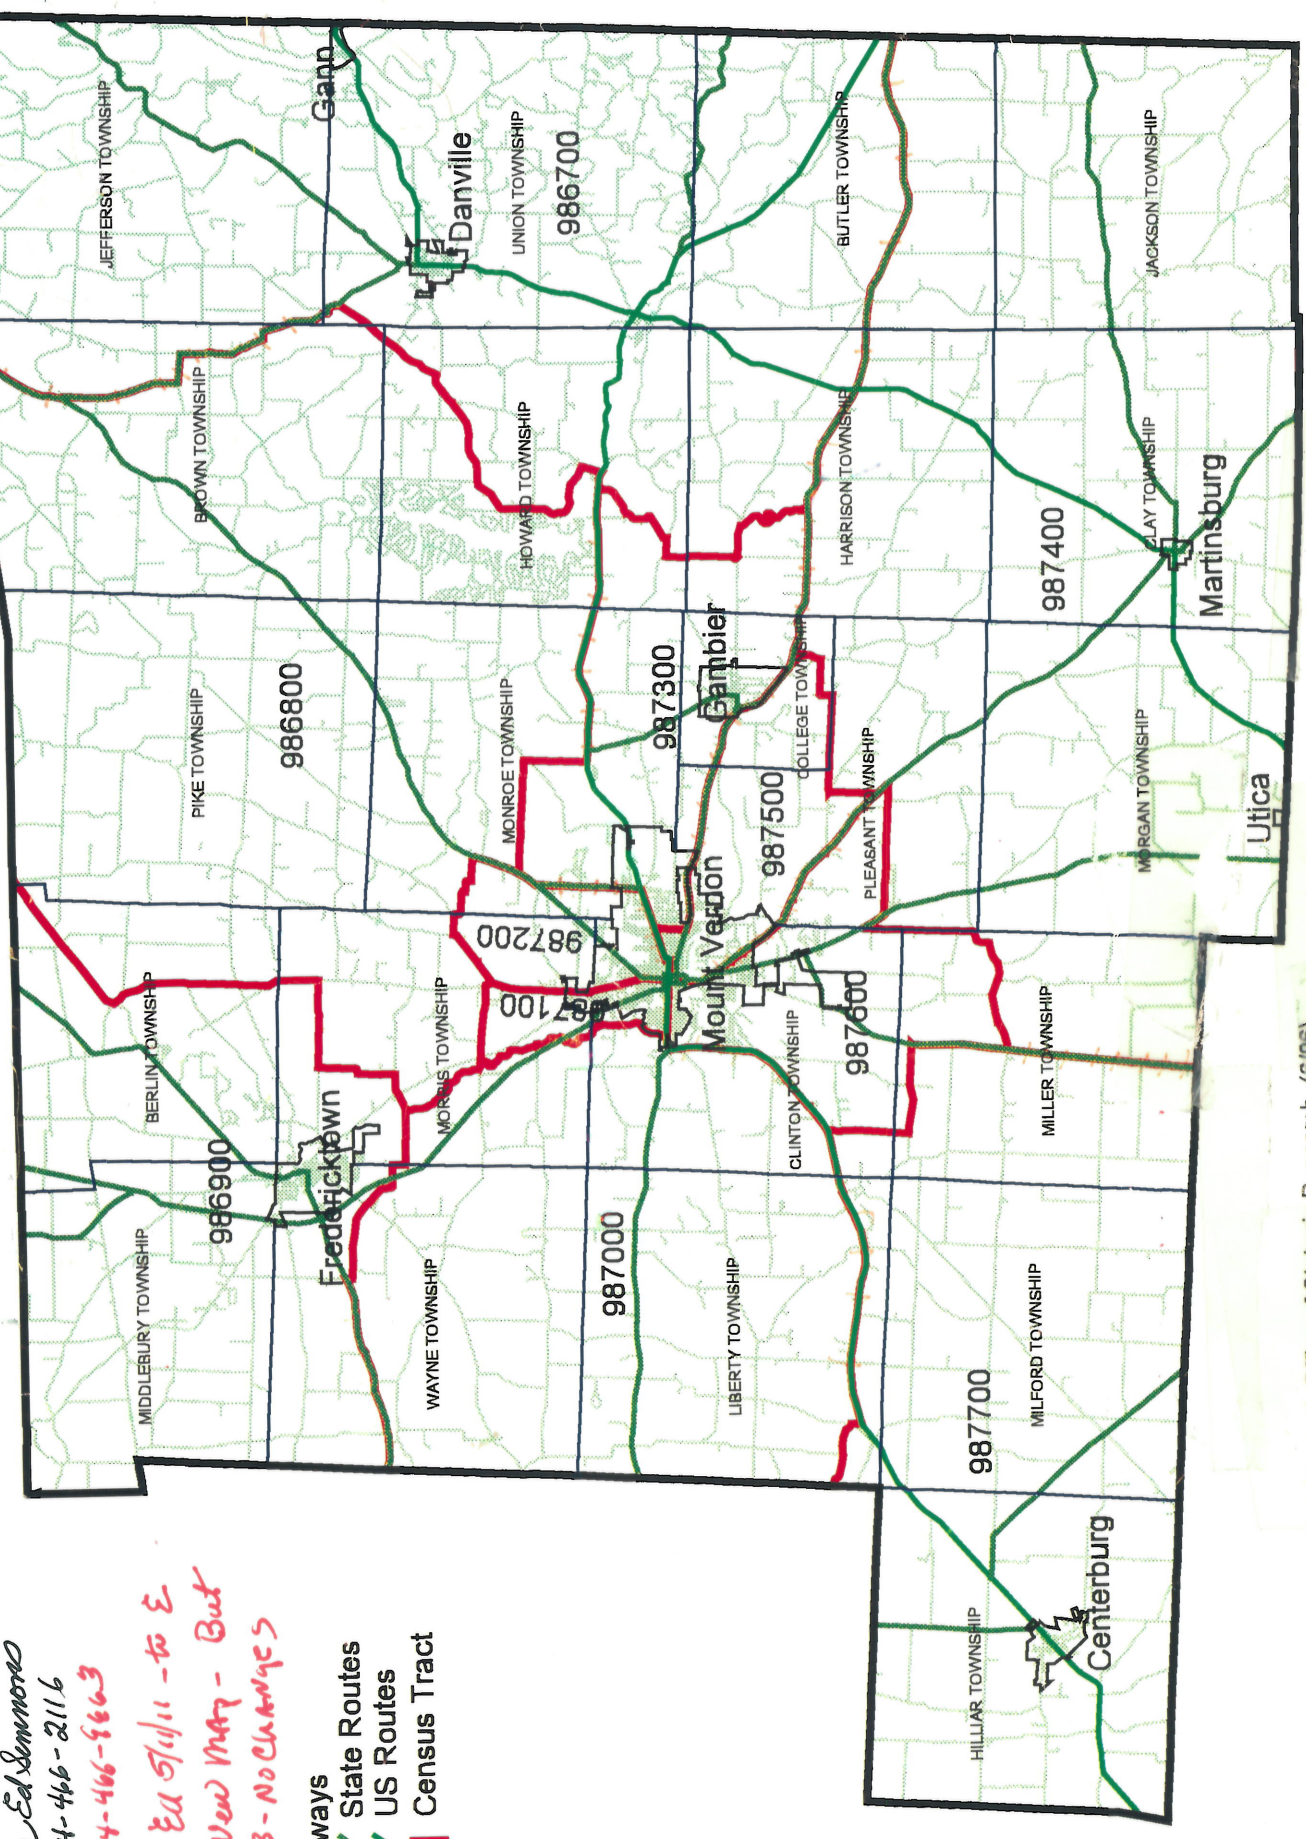 Ed Simmons
4-466-2116
4-466-9663
Ed 5/11/11 - to E
New Map - But
3 - No Changes
ways
State Routes
US Routes
Census Tract
MIDDLEBURY TOWNSHIP
BERLIN TOWNSHIP
PIKE TOWNSHIP
BROWN TOWNSHIP
JEFFERSON TOWNSHIP
986900
986800
Fredericktown
Gann
Danville
WAYNE TOWNSHIP
MORRIS TOWNSHIP
MONROE TOWNSHIP
HOWARD TOWNSHIP
UNION TOWNSHIP
986700
987100
987200
987000
987300
Mount Vernon
Gambier
LIBERTY TOWNSHIP
CLINTON TOWNSHIP
987500
COLLEGE TOWNSHIP
987600
PLEASANT TOWNSHIP
HARRISON TOWNSHIP
BUTLER TOWNSHIP
HILLIAR TOWNSHIP
987700
MILFORD TOWNSHIP
MILLER TOWNSHIP
987400
Centerburg
MORGAN TOWNSHIP
CLAY TOWNSHIP
JACKSON TOWNSHIP
Martinsburg
Utica